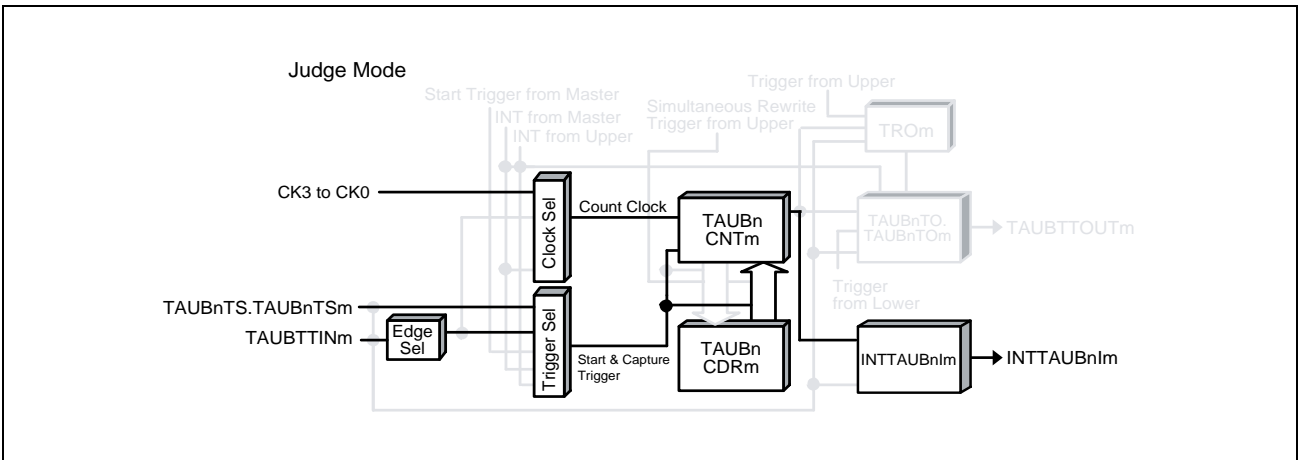 Judge Mode
Trigger from Upper
Start Trigger from Master
INT from Master
INT from Upper
Simultaneous Rewrite
Trigger from Upper
TROm
CK3 to CK0
Clock Sel
Count Clock
TAUBn
CNTm
TAUBnTO.
TAUBnTOm
TAUBTTOUTm
Trigger
from Lower
TAUBnTS.TAUBnTSm
TAUBTTINm
Edge
Sel
Trigger Sel
Start & Capture
Trigger
TAUBn
CDRm
INTTAUBnIm
INTTAUBnIm